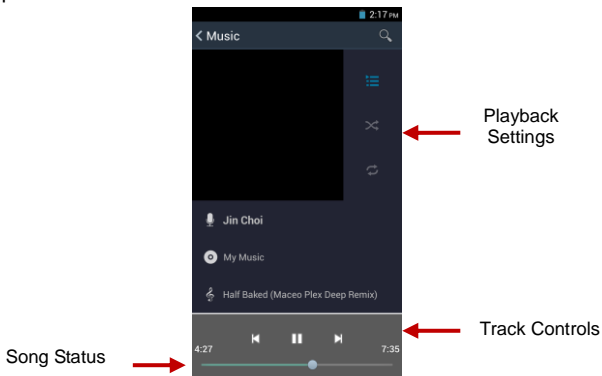 2:17 PM
Music
Playback
Settings
Jin Choi
My Music
Half Baked (Maceo Plex Deep Remix)
Track Controls
4:27
7:35
Song Status